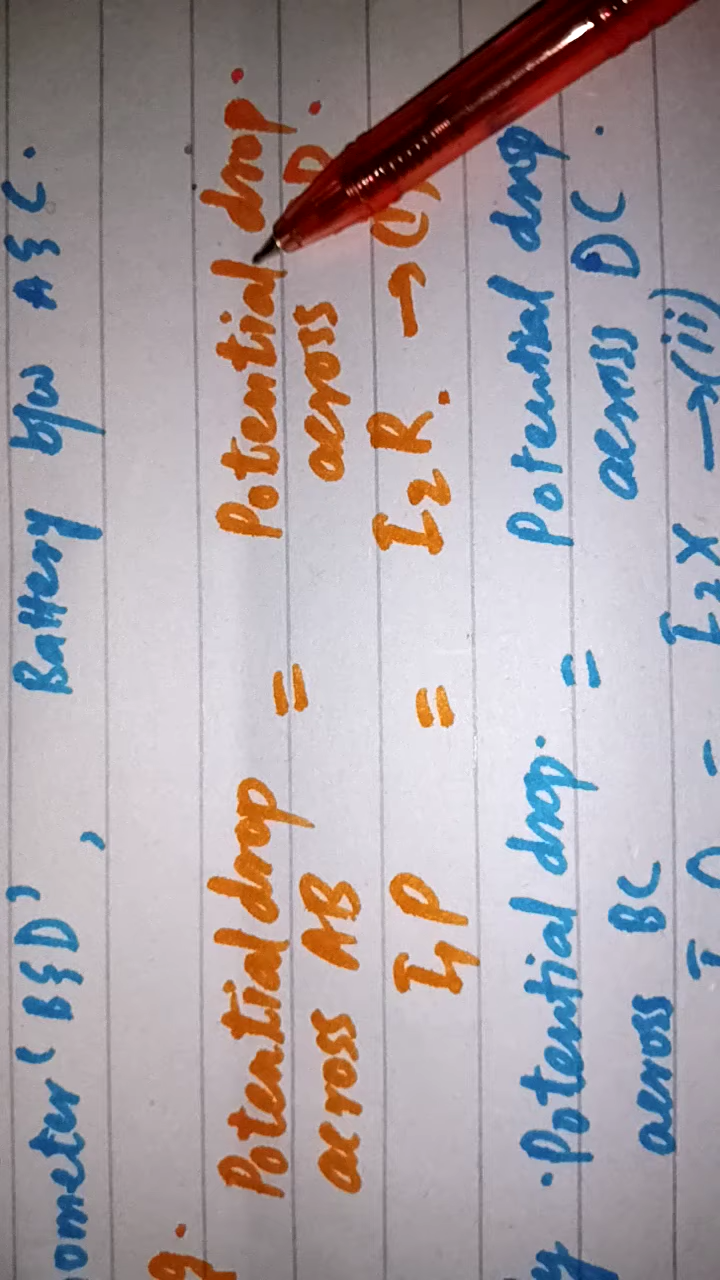 ometer (B&D), Battery b/w A & C.
g. Potential drop = Potential drop.
across AB across D.
I₁P = I₂R. →(i)
Potential drop. = Potential drop
across BC across DC.
I₂X →(ii)